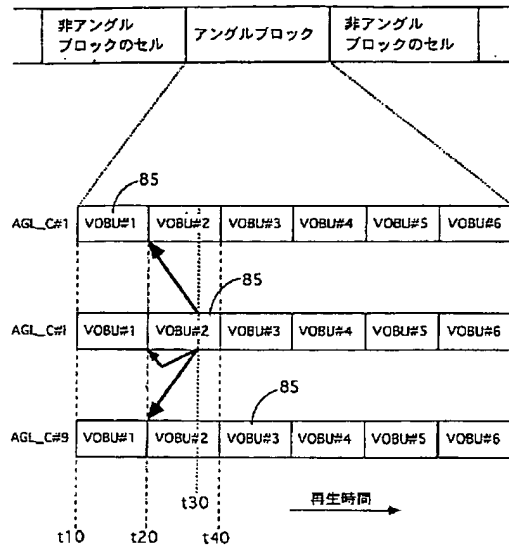 非アングル
ブロックのセル
アングルブロック
非アングル
ブロックのセル
85
AGL_C#1 VOBU#1 VOBU#2 VOBU#3 VOBU#4 VOBU#5 VOBU#6
85
AGL_C#i VOBU#1 VOBU#2 VOBU#3 VOBU#4 VOBU#5 VOBU#6
85
AGL_C#9 VOBU#1 VOBU#2 VOBU#3 VOBU#4 VOBU#5 VOBU#6
t30 再生時間
t10 t20 t40